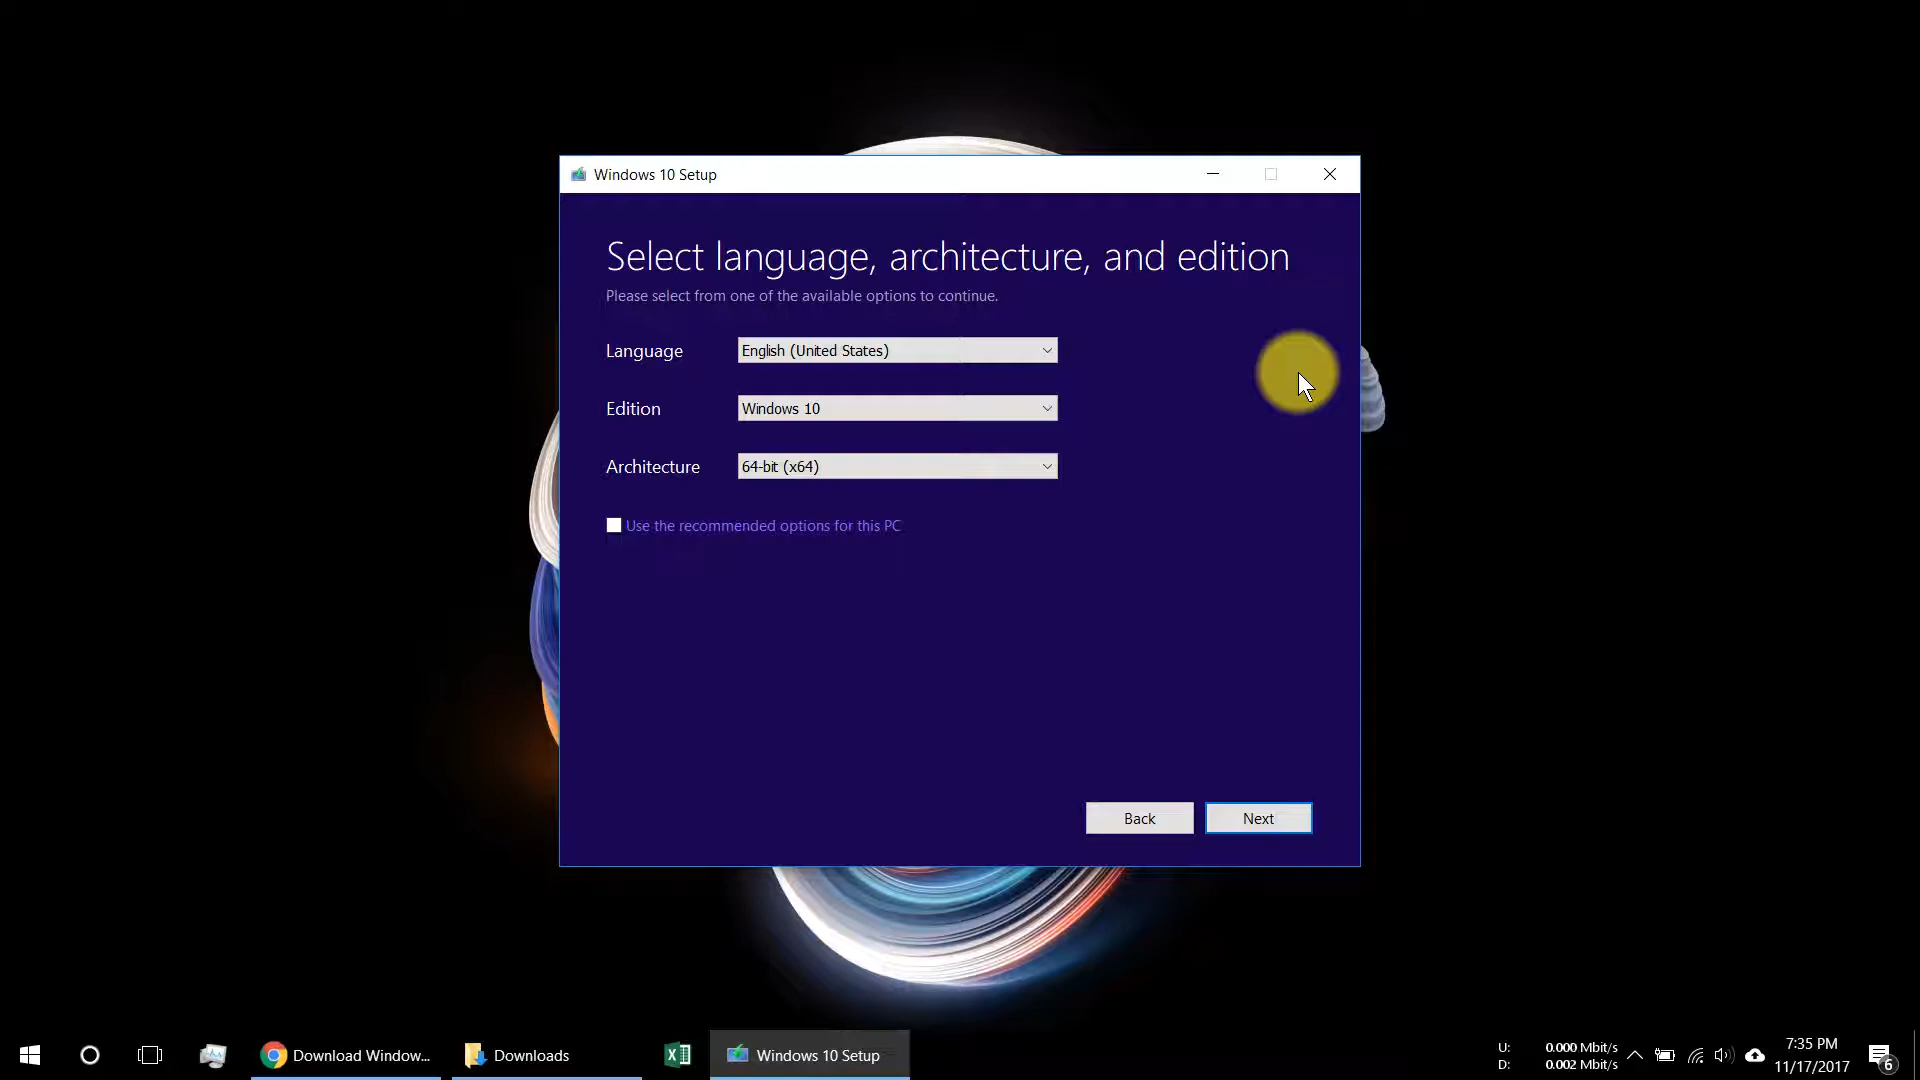 Windows 10 Setup
Select language, architecture, and edition
Please select from one of the available options to continue.
Language English (United States)
Edition Windows 10
Architecture 64-bit (x64)
Use the recommended options for this PC
Back Next
Download Window...
Downloads
Windows 10 Setup
U: 0.000 Mbit/s
D: 0.002 Mbit/s
7:35 PM
11/17/2017
6